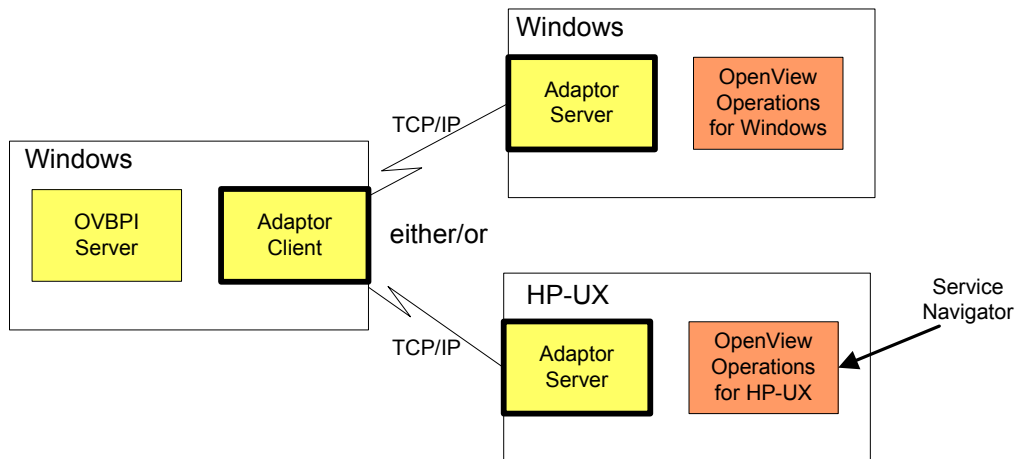 Windows
Adaptor
Server
OpenView
Operations
for Windows
TCP/IP
Windows
OVBPI
Server
Adaptor
Client
either/or
HP-UX
Service
Navigator
TCP/IP
Adaptor
Server
OpenView
Operations
for HP-UX